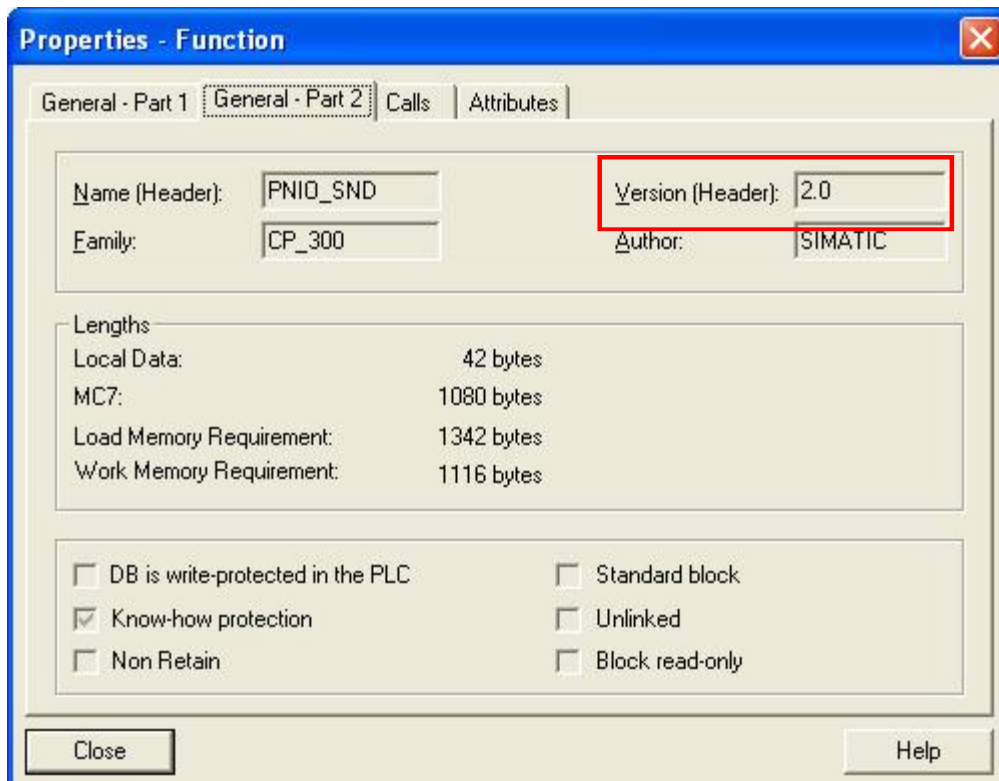 Properties - Function
General - Part 1 General - Part 2 Calls Attributes
Name (Header): PNIO_SND Version (Header): 2.0
Family: CP_300 Author: SIMATIC
Lengths
Local Data: 42 bytes
MC7: 1080 bytes
Load Memory Requirement: 1342 bytes
Work Memory Requirement: 1116 bytes
DB is write-protected in the PLC Standard block
Know-how protection Unlinked
Non Retain Block read-only
Close Help